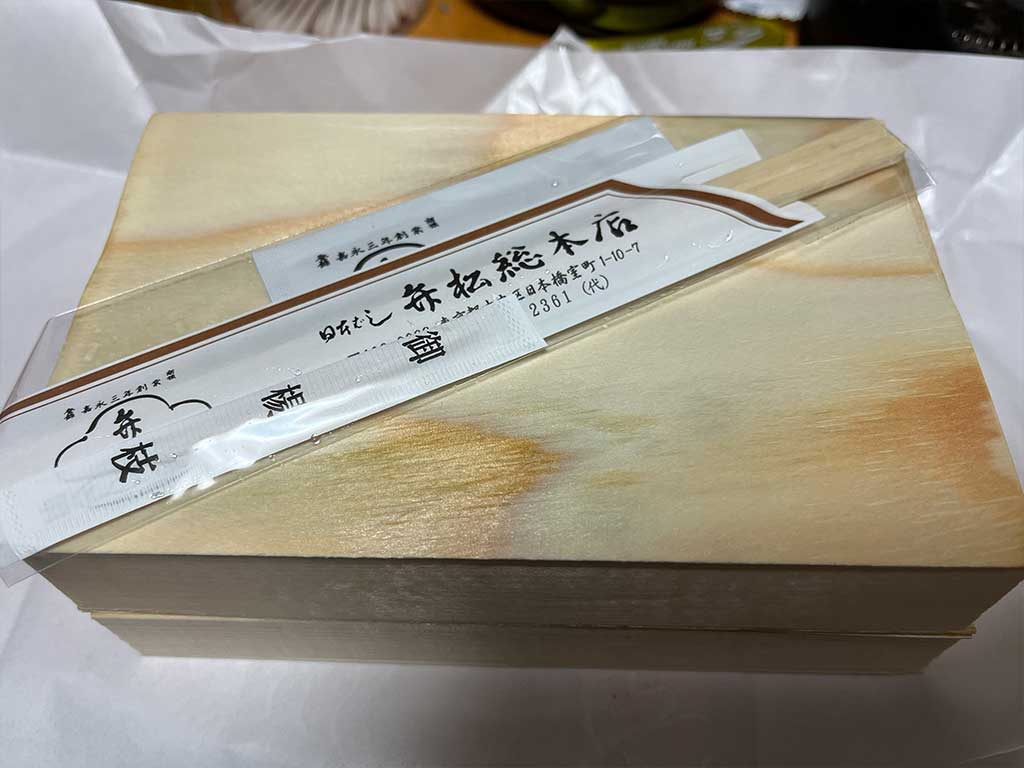 嘉永三年創業
日本ばし 弁松総本店
日本橋室町1-10-7
2361(代)
嘉永三年創業
弁
御
楊
枝